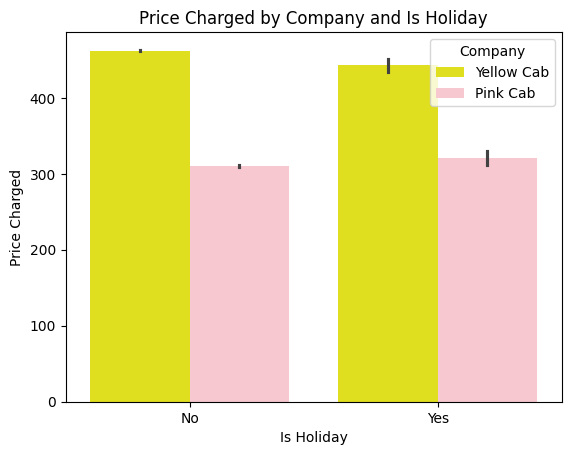 Price Charged by Company and Is Holiday
Company
Yellow Cab
Pink Cab
Price Charged
400
300
200
100
0
No
Yes
Is Holiday